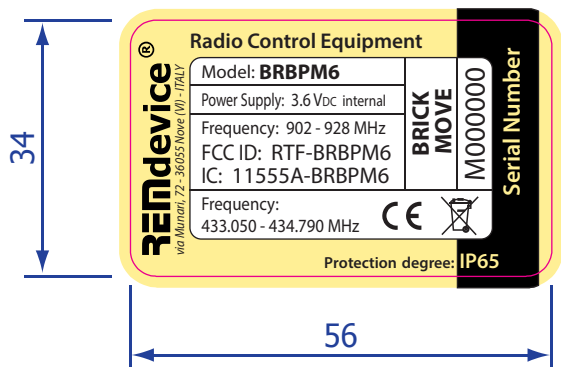 34
REMdevice®
via Munari, 72 - 36055 Nove (VI) - ITALY
Radio Control Equipment
Model: BRBPM6
Power Supply: 3.6 VDC internal
Frequency: 902 - 928 MHz
FCC ID: RTF-BRBPM6
IC: 11555A-BRBPM6
Frequency:
433.050 - 434.790 MHz
CE
BRICK
MOVE
M000000
Serial Number
Protection degree: IP65
56